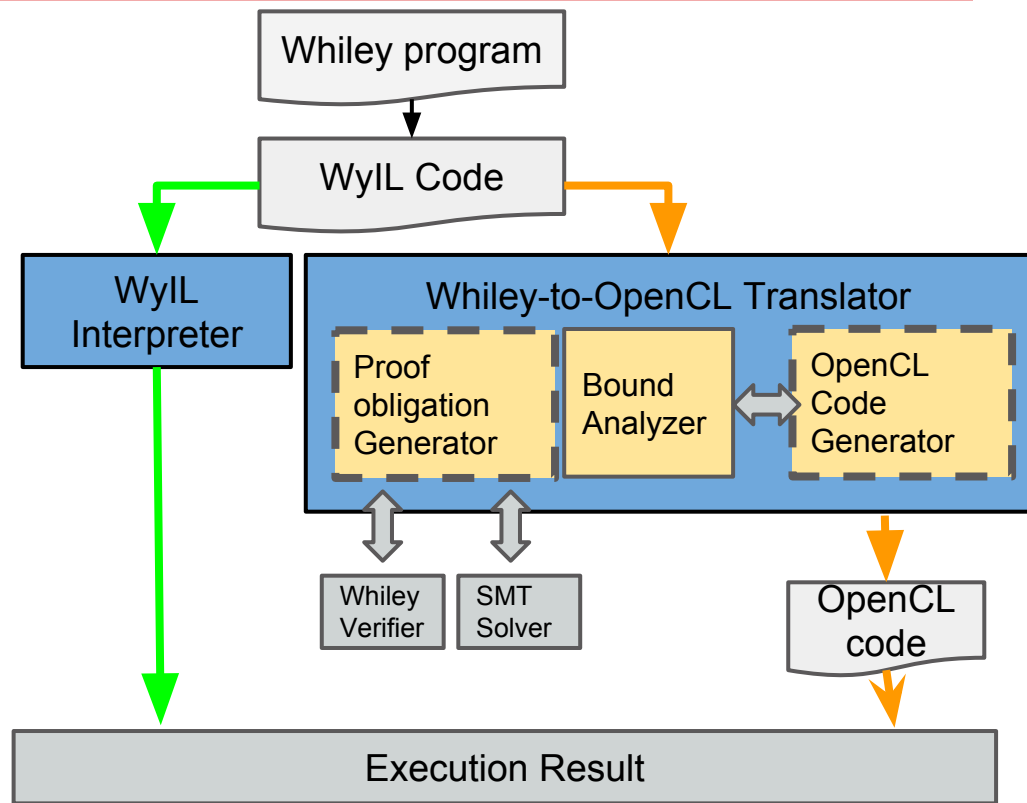 Whiley program
WyIL Code
WyIL
Interpreter
Whiley-to-OpenCL Translator
Proof
obligation
Generator
Bound
Analyzer
OpenCL
Code
Generator
Whiley
Verifier
SMT
Solver
OpenCL
code
Execution Result